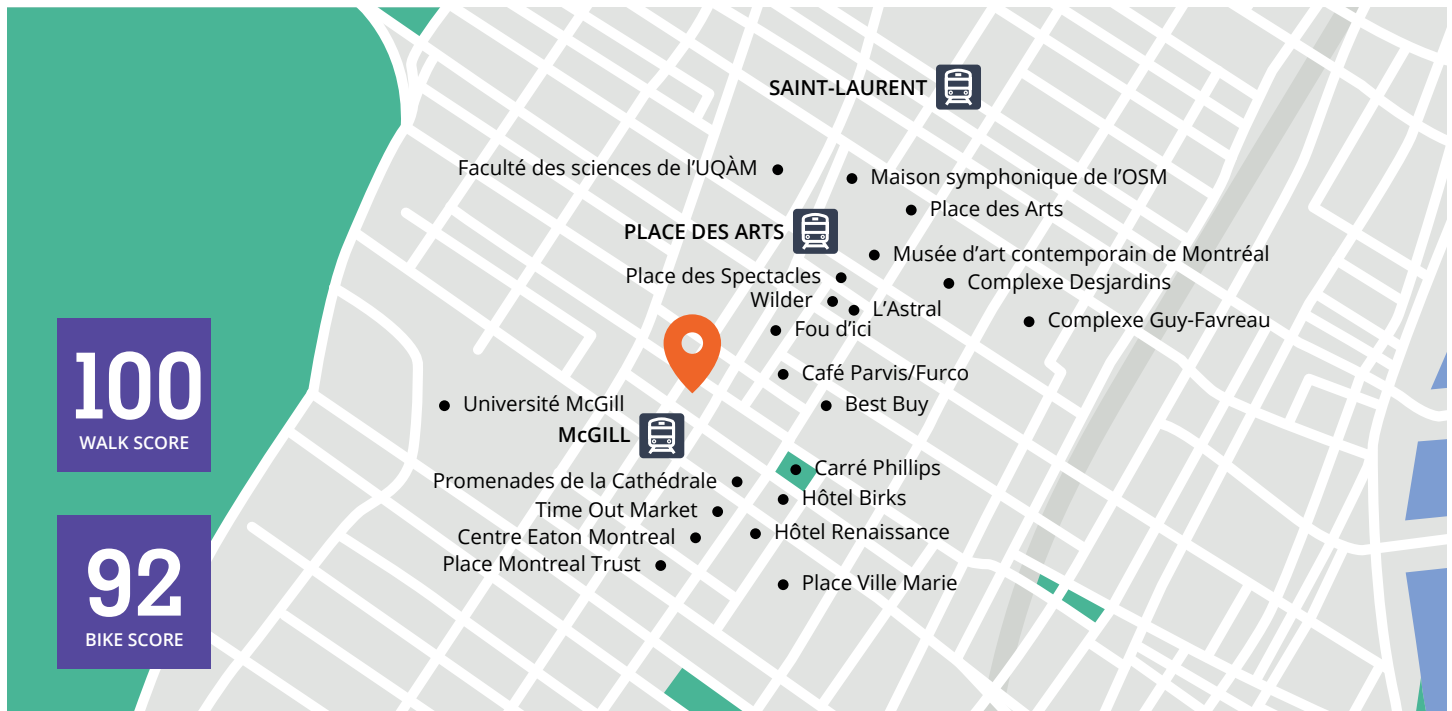 SAINT-LAURENT
Faculté des sciences de l'UQÀM
Maison symphonique de l'OSM
Place des Arts
PLACE DES ARTS
Musée d'art contemporain de Montréal
Place des Spectacles
Complexe Desjardins
Wilder
L'Astral
Complexe Guy-Favreau
Fou d'ici
100
WALK SCORE
Café Parvis/Furco
Université McGill
Best Buy
McGILL
Carré Phillips
Promenades de la Cathédrale
Hôtel Birks
Time Out Market
Hôtel Renaissance
Centre Eaton Montreal
Place Montreal Trust
Place Ville Marie
92
BIKE SCORE